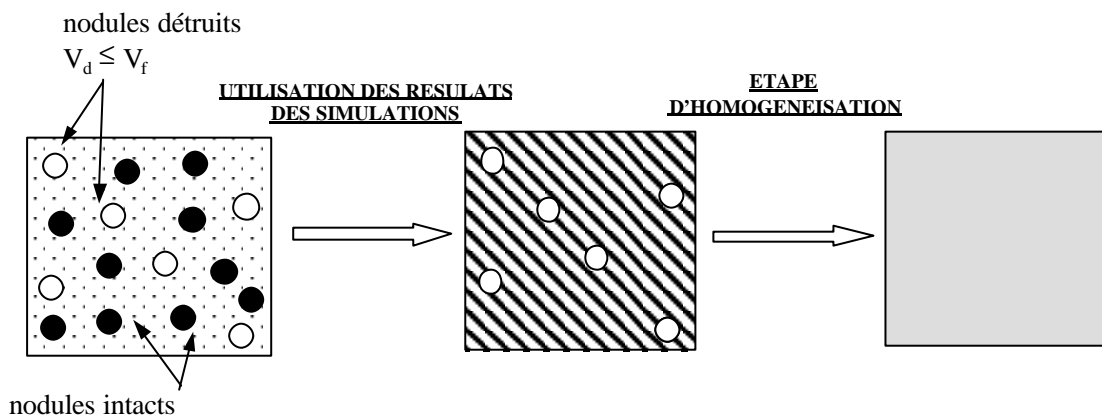 nodules détruits
V_d ≤ V_f
UTILISATION DES RESULATS
DES SIMULATIONS
ETAPE
D'HOMOGENEISATION
nodules intacts